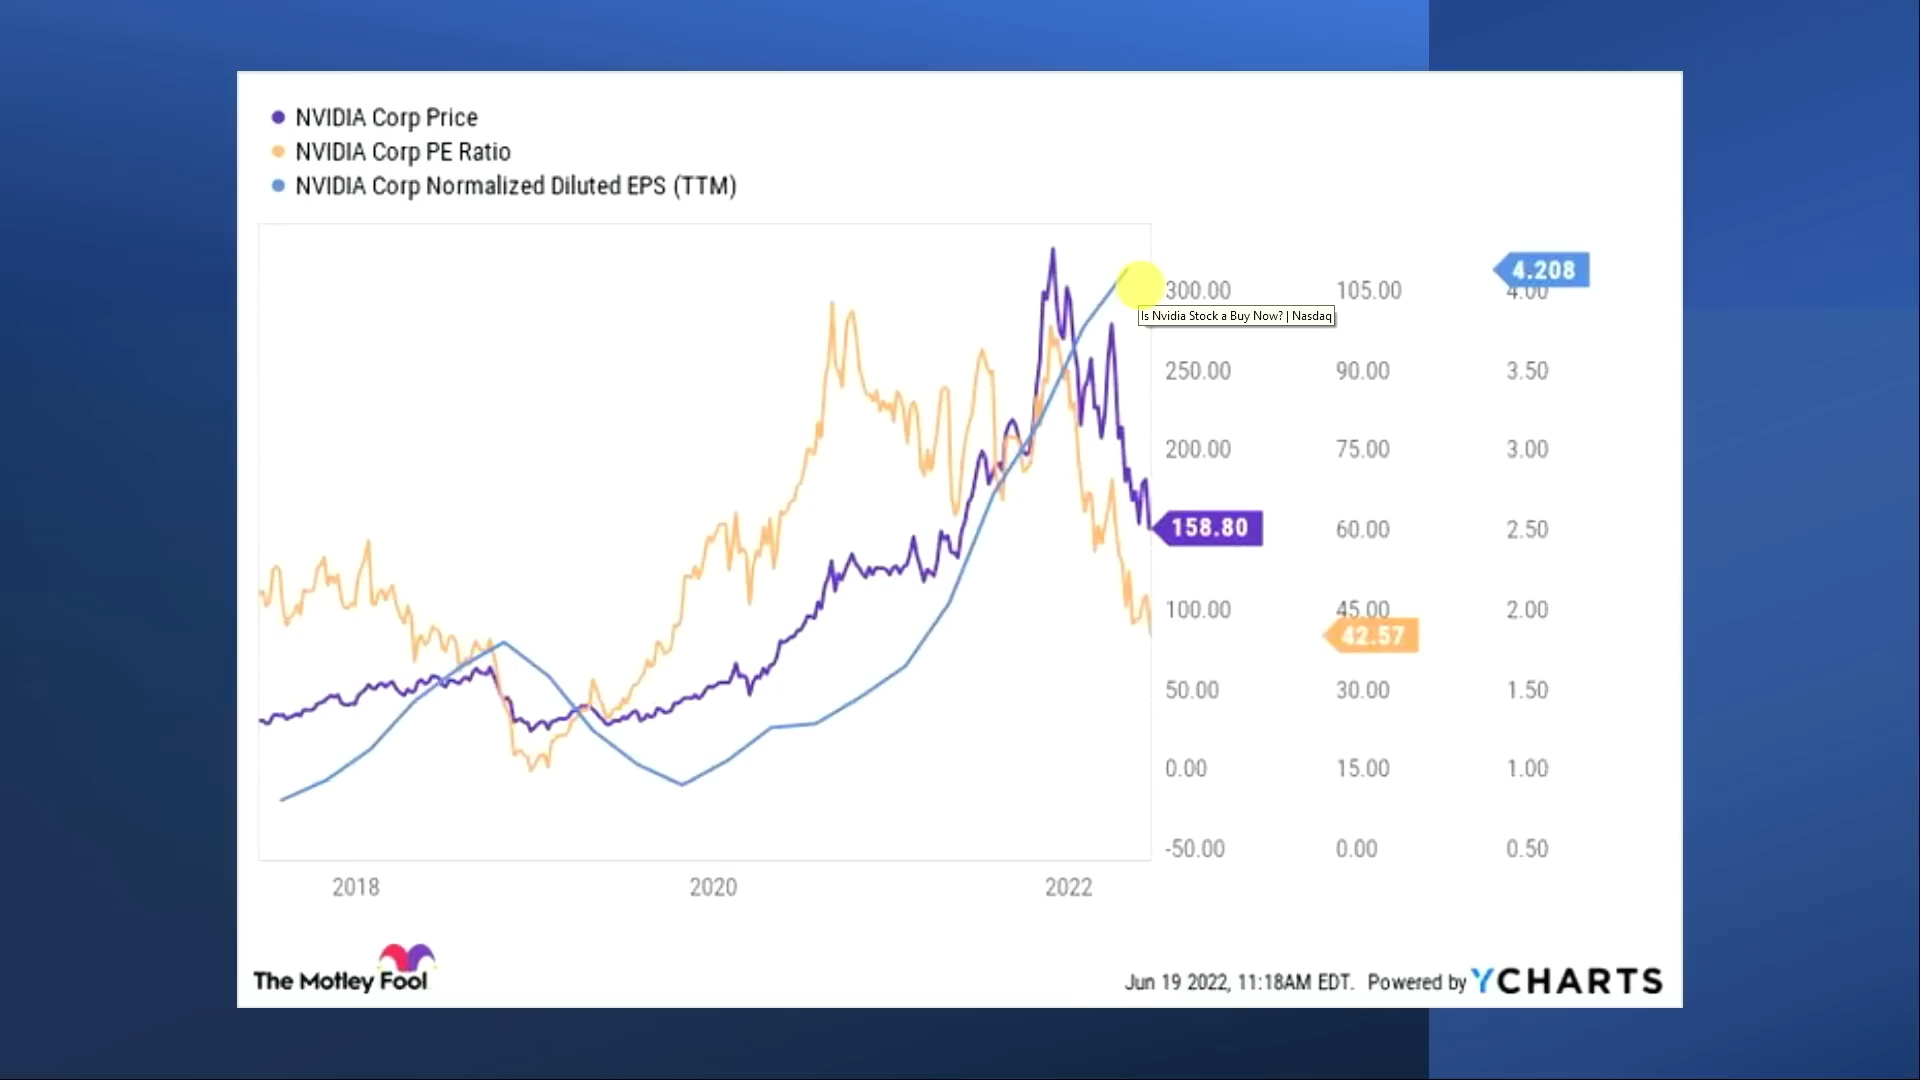 NVIDIA Corp Price
NVIDIA Corp PE Ratio
NVIDIA Corp Normalized Diluted EPS (TTM)
4.208
300.00 105.00 4.00
Is Nvidia Stock a Buy Now? | Nasdaq
250.00 90.00 3.50
200.00 75.00 3.00
158.80 60.00 2.50
100.00 45.00 2.00
42.57
50.00 30.00 1.50
0.00 15.00 1.00
-50.00 0.00 0.50
2018 2020 2022
The Motley Fool
Jun 19 2022, 11:18AM EDT. Powered by YCHARTS